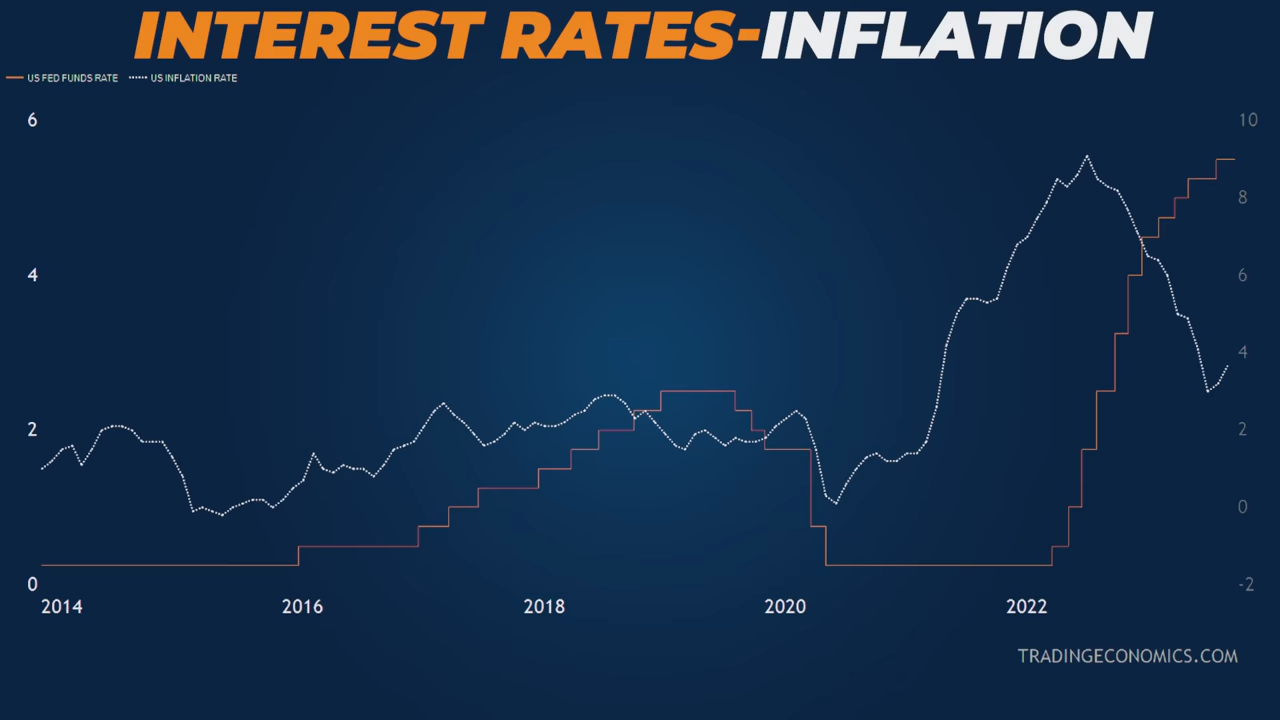 INTEREST RATES-INFLATION
US FED FUNDS RATE US INFLATION RATE
6 10
8
4 6
4
2 2
0
0 -2
2014 2016 2018 2020 2022
TRADINGECONOMICS.COM